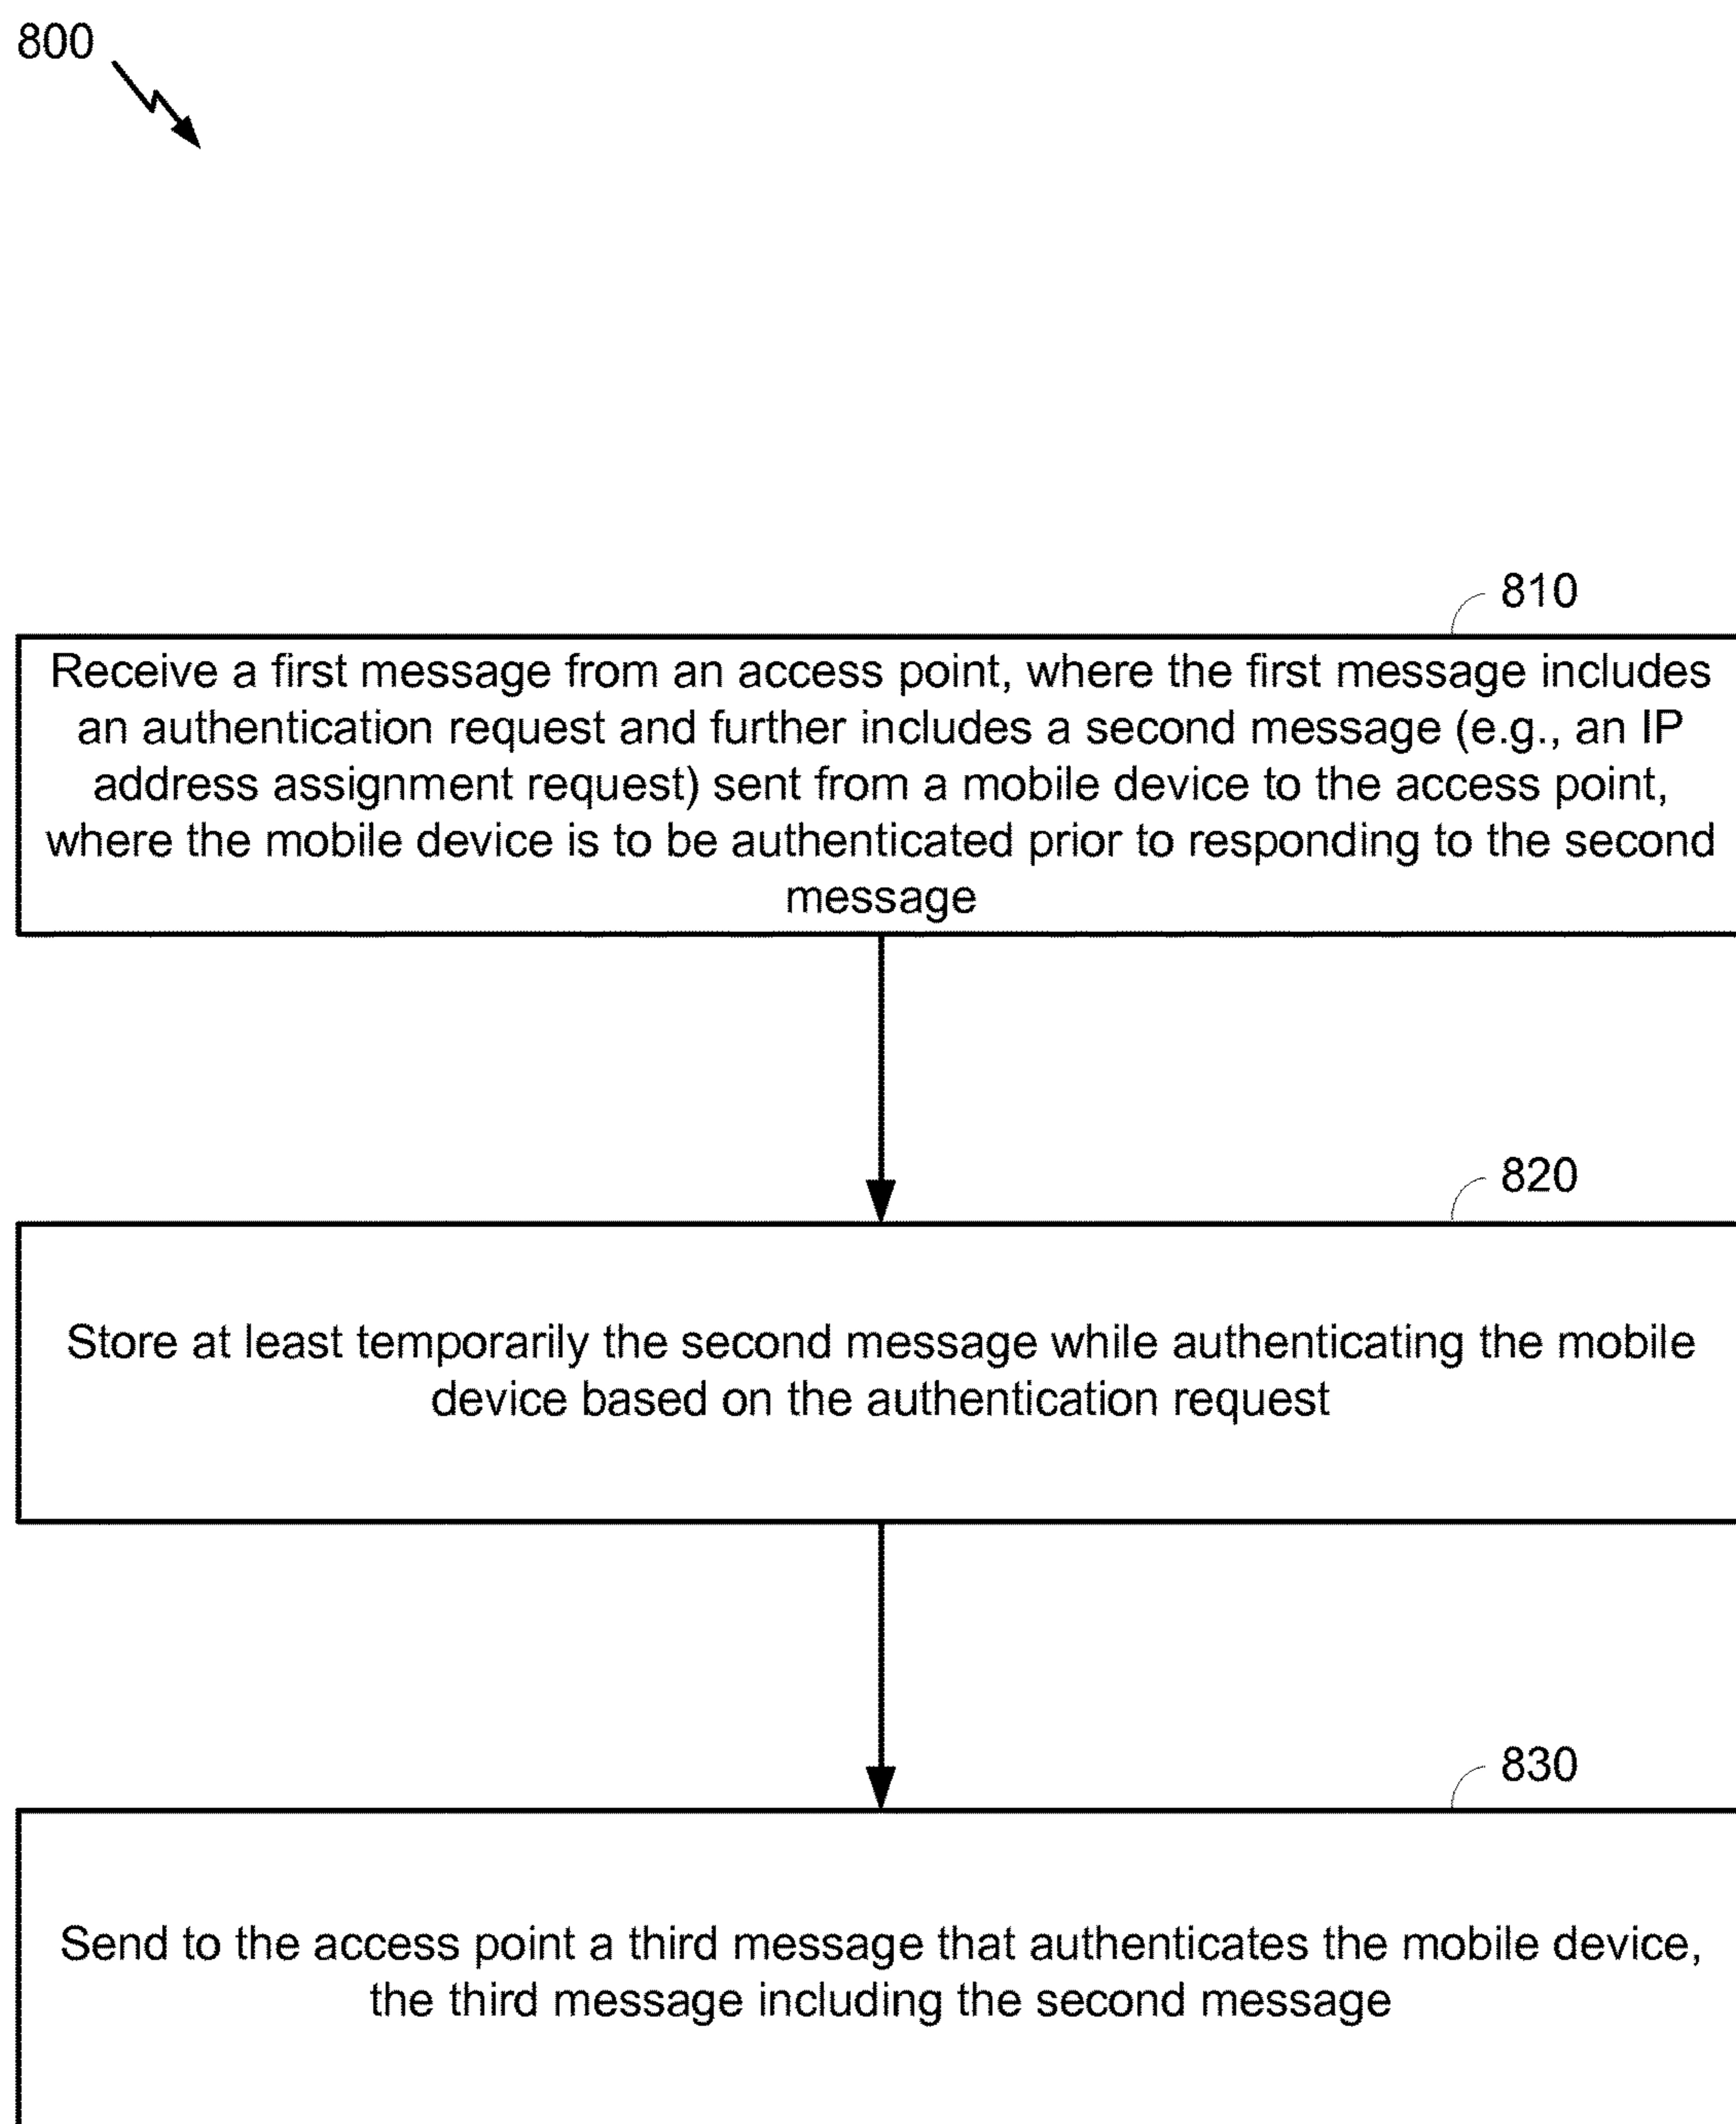 800
810
Receive a first message from an access point, where the first message includes
an authentication request and further includes a second message (e.g., an IP
address assignment request) sent from a mobile device to the access point,
where the mobile device is to be authenticated prior to responding to the second
message
820
Store at least temporarily the second message while authenticating the mobile
device based on the authentication request
830
Send to the access point a third message that authenticates the mobile device,
the third message including the second message